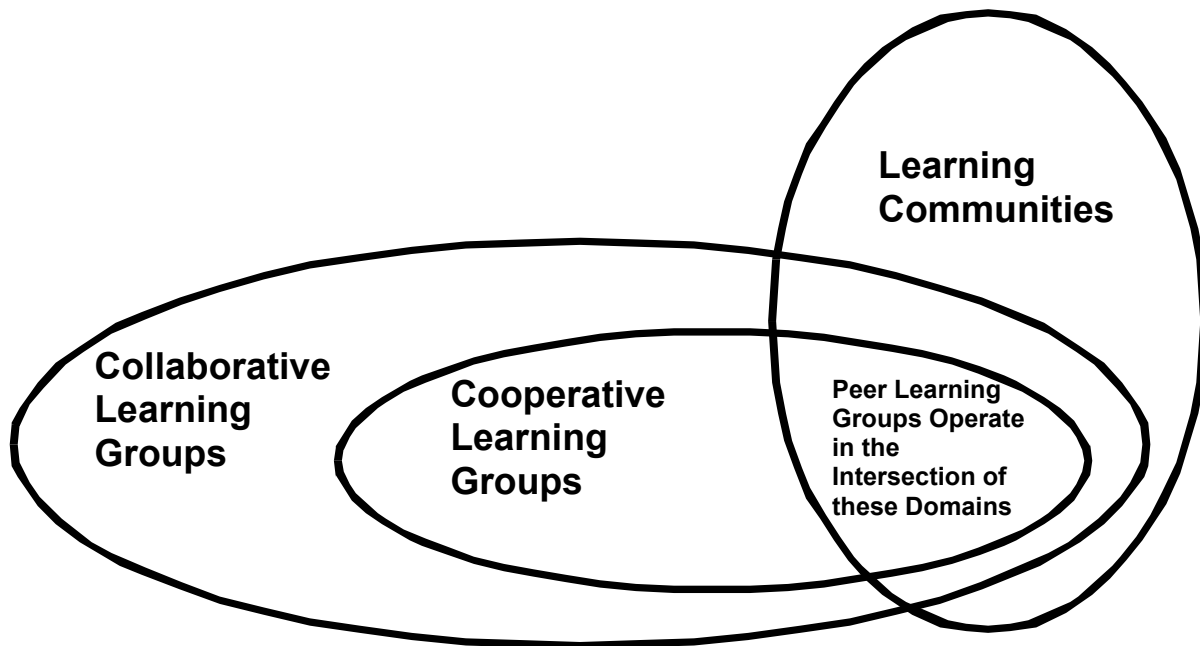 Learning
Communities
Collaborative
Learning
Groups
Cooperative
Learning
Groups
Peer Learning
Groups Operate
in the
Intersection of
these Domains